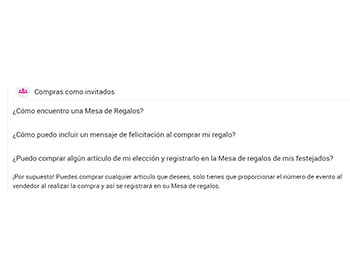 Compras como invitados
¿Cómo encuentro una Mesa de Regalos?
¿Cómo puedo incluir un mensaje de felicitación al comprar mi regalo?
¿Puedo comprar algún artículo de mi elección y registrarlo en la Mesa de regalos de mis festejados?
¡Por supuesto! Puedes comprar cualquier artículo que desees, solo tienes que proporcionar el número de evento al
vendedor al realizar la compra y así se registrará en su Mesa de regalos.